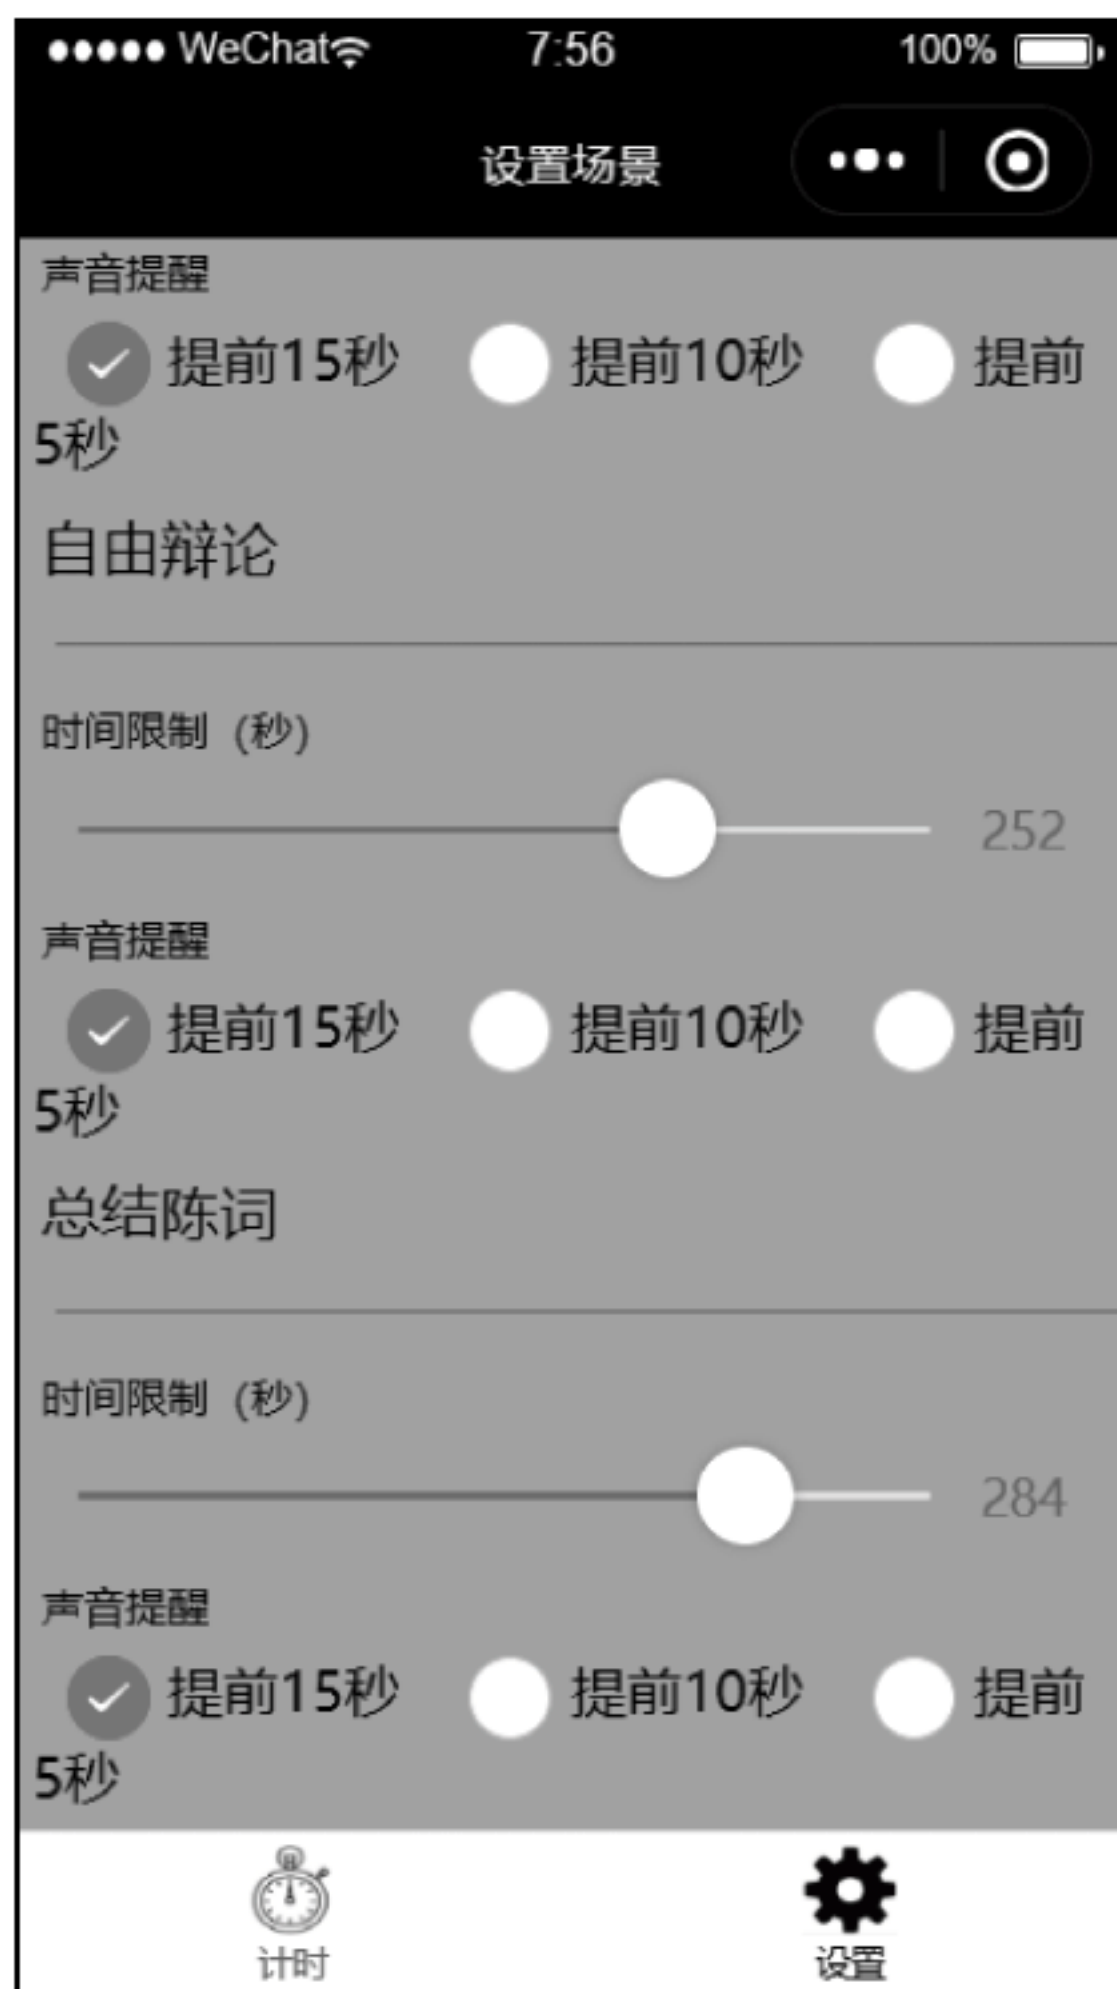 WeChat 7:56 100%
设置场景
声音提醒
提前15秒 提前10秒 提前
5秒
自由辩论
时间限制（秒）
252
声音提醒
提前15秒 提前10秒 提前
5秒
总结陈词
时间限制（秒）
284
声音提醒
提前15秒 提前10秒 提前
5秒
计时 设置